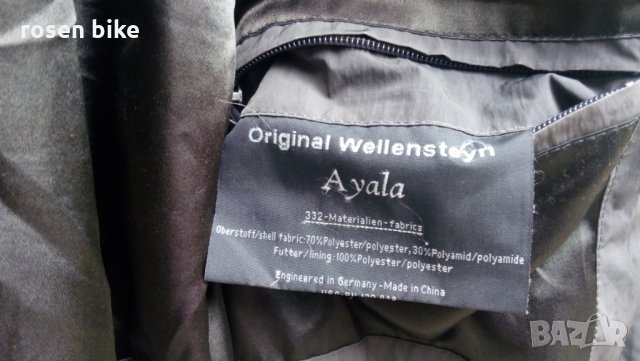 rosen bike
Original Wellensteyn
Ayala
332-Materialien-fabrics
Oberstoff/shell fabric:70%Polyester/polyester,30%Polyamid/polyamide
Futter/lining:100%Polyester/polyester
Engineered in Germany-Made in China
BAZAR